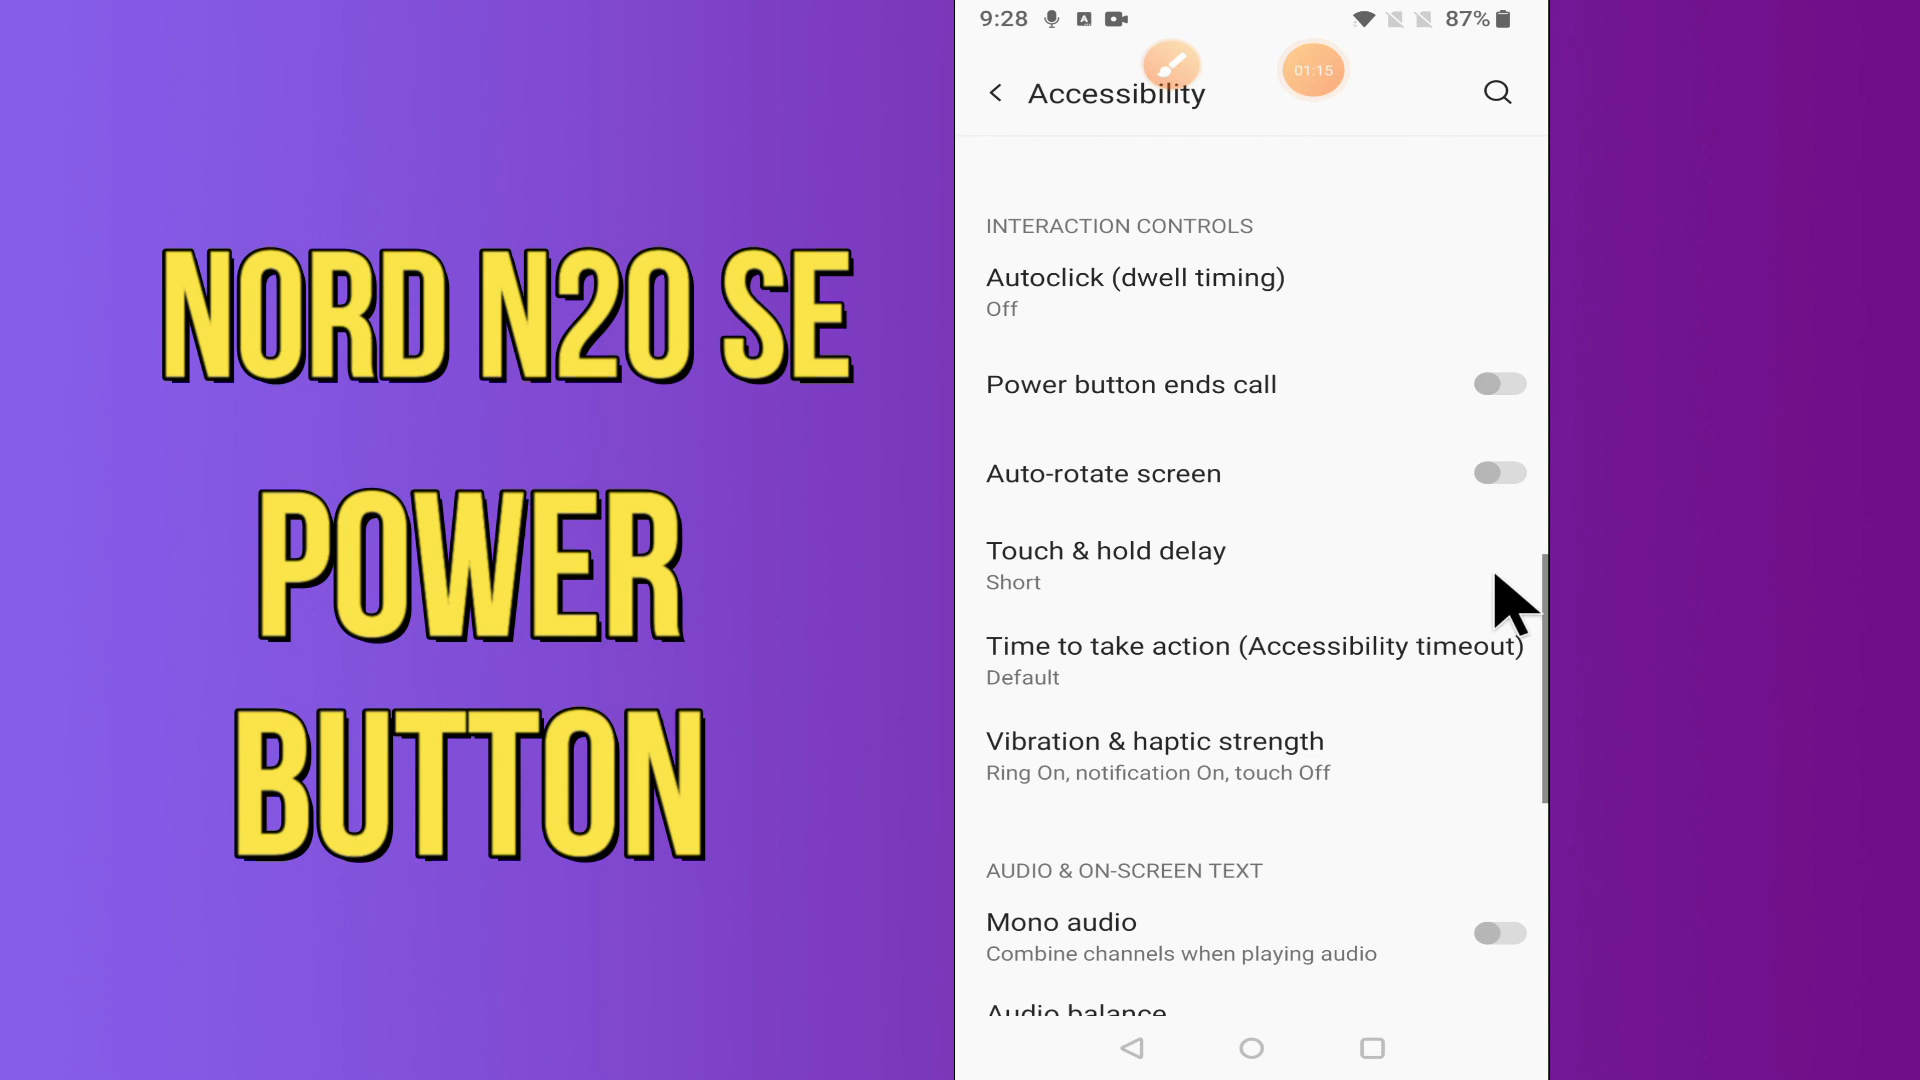 NORD N20 SE
POWER
BUTTON
9:28
A
87%
01:15
Accessibility
INTERACTION CONTROLS
Autoclick (dwell timing)
Off
Power button ends call
Auto-rotate screen
Touch & hold delay
Short
Time to take action (Accessibility timeout)
Default
Vibration & haptic strength
Ring On, notification On, touch Off
AUDIO & ON-SCREEN TEXT
Mono audio
Combine channels when playing audio
Audio balance